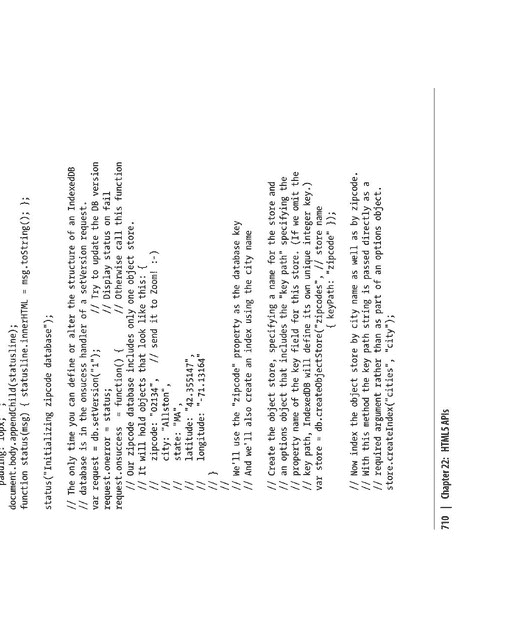 padding: 10px;
document.body.appendChild(statusline);
function status(msg) { statusline.innerHTML = msg.toString(); };
status("Initializing zipcode database");
// The only time you can define or alter the structure of an IndexedDB
// database is in the onsucess handler of a setVersion request.
var request = db.setVersion("1"); // Try to update the DB version
request.onerror = status; // Display status on fail
request.onsuccess = function() { // Otherwise call this function
// Our zipcode database includes only one object store.
// It will hold objects that look like this: {
// zipcode: "02134", // send it to Zoom! :-)
// city: "Allston",
// state: "MA",
// latitude: "42.355147",
// longitude: "-71.13164"
// }
//
// We'll use the "zipcode" property as the database key
// And we'll also create an index using the city name
// Create the object store, specifying a name for the store and
// an options object that includes the "key path" specifying the
// property name of the key field for this store. (If we omit the
// key path, IndexedDB will define its own unique integer key.)
var store = db.createObjectStore("zipcodes", // store name
{ keyPath: "zipcode" });
// Now index the object store by city name as well as by zipcode.
// With this method the key path string is passed directly as a
// required argument rather than as part of an options object.
store.createIndex("cities", "city");
710 | Chapter 22: HTML5 APIs